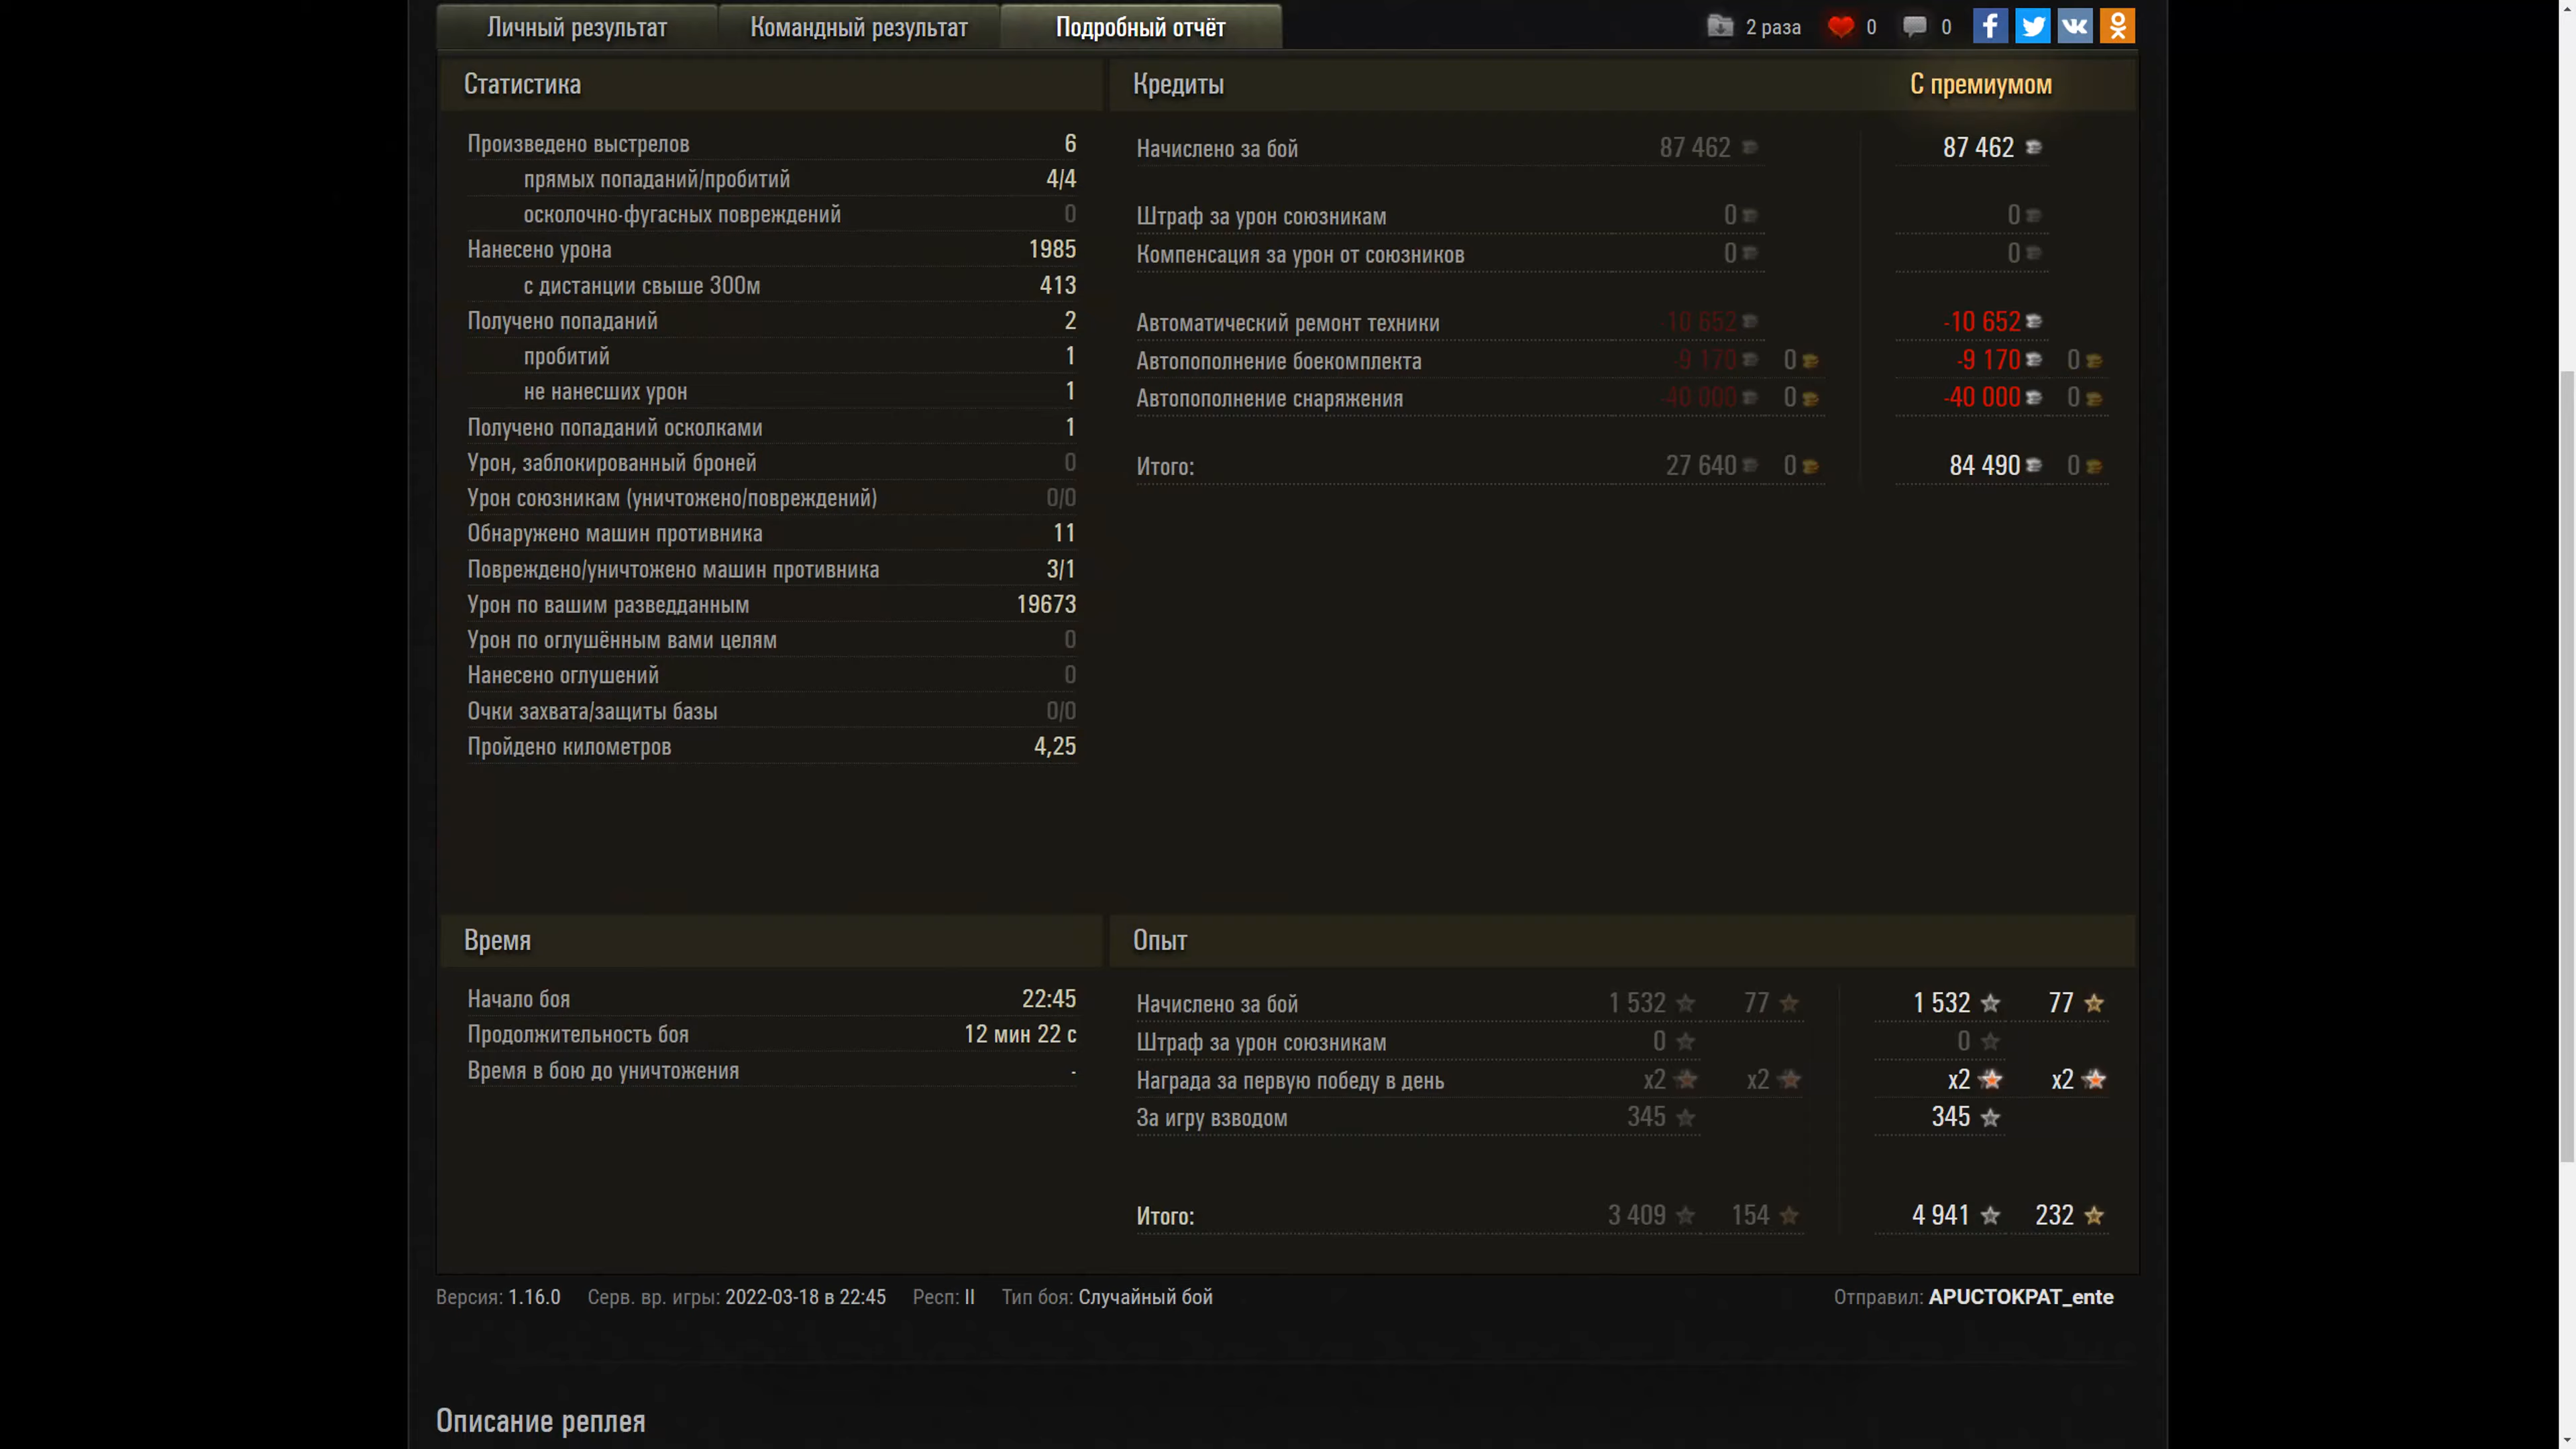 Личный результат Командный результат Подробный отчёт 2 раза 0 0
Статистика
Произведено выстрелов 6
прямых попаданий/пробитий 4/4
осколочно-фугасных повреждений 0
Нанесено урона 1985
с дистанции свыше 300м 413
Получено попаданий 2
пробитий 1
не нанесших урон 1
Получено попаданий осколками 1
Урон, заблокированный броней 0
Урон союзникам (уничтожено/повреждений) 0/0
Обнаружено машин противника 11
Повреждено/уничтожено машин противника 3/1
Урон по вашим разведданным 19673
Урон по оглушённым вами целям 0
Нанесено оглушений 0
Очки захвата/защиты базы 0/0
Пройдено километров 4,25
Кредиты С премиумом
Начислено за бой 87 462 87 462
Штраф за урон союзникам 0 0
Компенсация за урон от союзников 0 0
Автоматический ремонт техники -10 652 -10 652
Автопополнение боекомплекта -9 170 0 -9 170 0
Автопополнение снаряжения -40 000 0 -40 000 0
Итого: 27 640 0 84 490 0
Время
Начало боя 22:45
Продолжительность боя 12 мин 22 с
Время в бою до уничтожения -
Опыт
Начислено за бой 1 532 77 1 532 77
Штраф за урон союзникам 0 0
Награда за первую победу в день x2 x2 x2 x2
За игру взводом 345 345
Итого: 3 409 154 4 941 232
Версия: 1.16.0 Серв. вр. игры: 2022-03-18 в 22:45 Респ: II Тип боя: Случайный бой Отправил: APUCTOKPAT_ente
Описание реплея